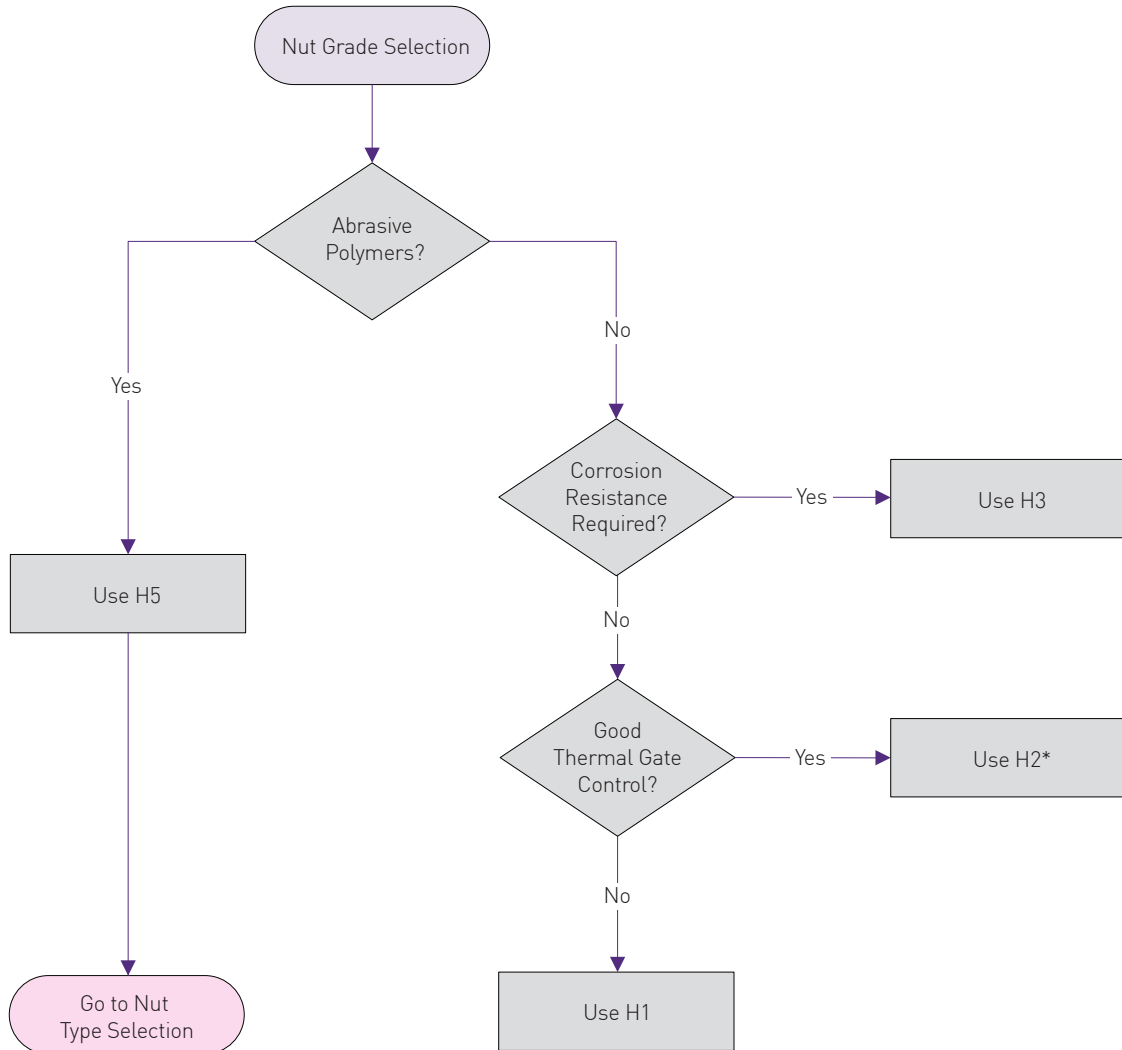 Nut Grade Selection
Abrasive
Polymers?
No
Yes
Corrosion
Resistance
Required?
Yes
Use H3
Use H5
No
Good
Thermal Gate
Control?
Yes
Use H2*
No
Go to Nut
Type Selection
Use H1